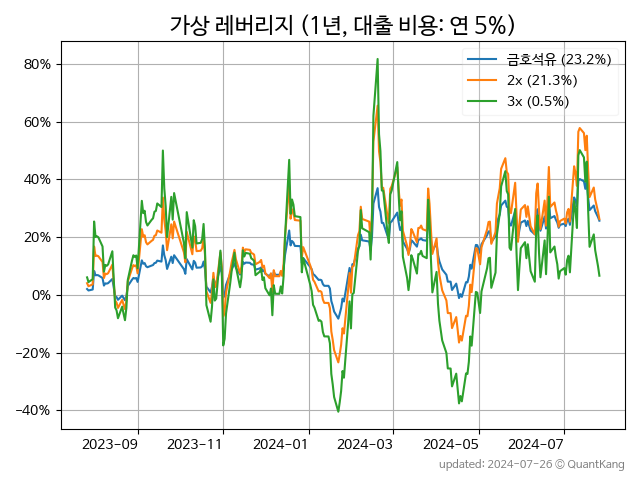 가상 레버리지 (1년, 대출 비용: 연 5%)
금호석유 (23.2%)
2x (21.3%)
3x (0.5%)
80%
60%
40%
20%
0%
−20%
−40%
2023-09 2023-11 2024-01 2024-03 2024-05 2024-07
updated: 2024-07-26 © QuantKang